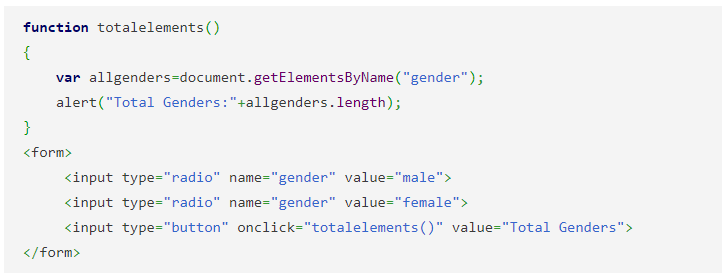 function totalelements()
{
var allgenders=document.getElementsByName("gender");
alert("Total Genders:"+allgenders.length);
}
<form>
<input type="radio" name="gender" value="male">
<input type="radio" name="gender" value="female">
<input type="button" onclick="totalelements()" value="Total Genders">
</form>